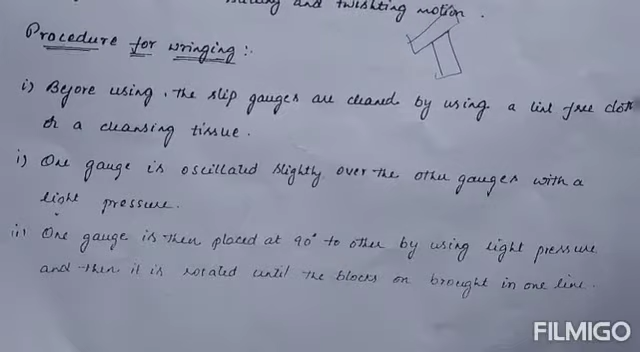 sliding and twishting motion.
Procedure for wringing :-
i) Before using, the slip gauges are cleaned by using a lint free cloth
or a cleansing tissue.
i) One gauge is oscillated slightly over the other gauges with a
light pressure.
iii) One gauge is then placed at 90° to other by using light pressure
and then it is rotated until the blocks on brought in one line.
FILMIGO